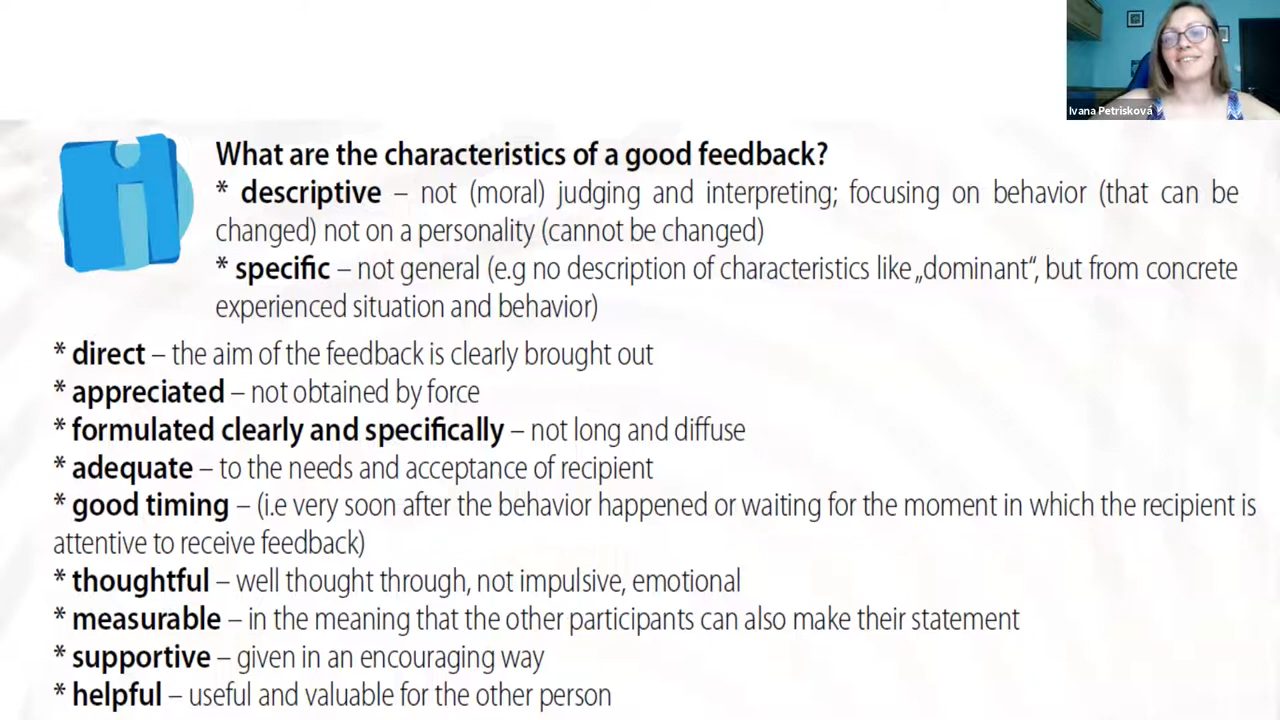 Ivana Petrisková
What are the characteristics of a good feedback?
* descriptive – not (moral) judging and interpreting; focusing on behavior (that can be
changed) not on a personality (cannot be changed)
* specific – not general (e.g no description of characteristics like „dominant“, but from concrete
experienced situation and behavior)
* direct – the aim of the feedback is clearly brought out
* appreciated – not obtained by force
* formulated clearly and specifically – not long and diffuse
* adequate – to the needs and acceptance of recipient
* good timing – (i.e very soon after the behavior happened or waiting for the moment in which the recipient is
attentive to receive feedback)
* thoughtful – well thought through, not impulsive, emotional
* measurable – in the meaning that the other participants can also make their statement
* supportive – given in an encouraging way
* helpful – useful and valuable for the other person